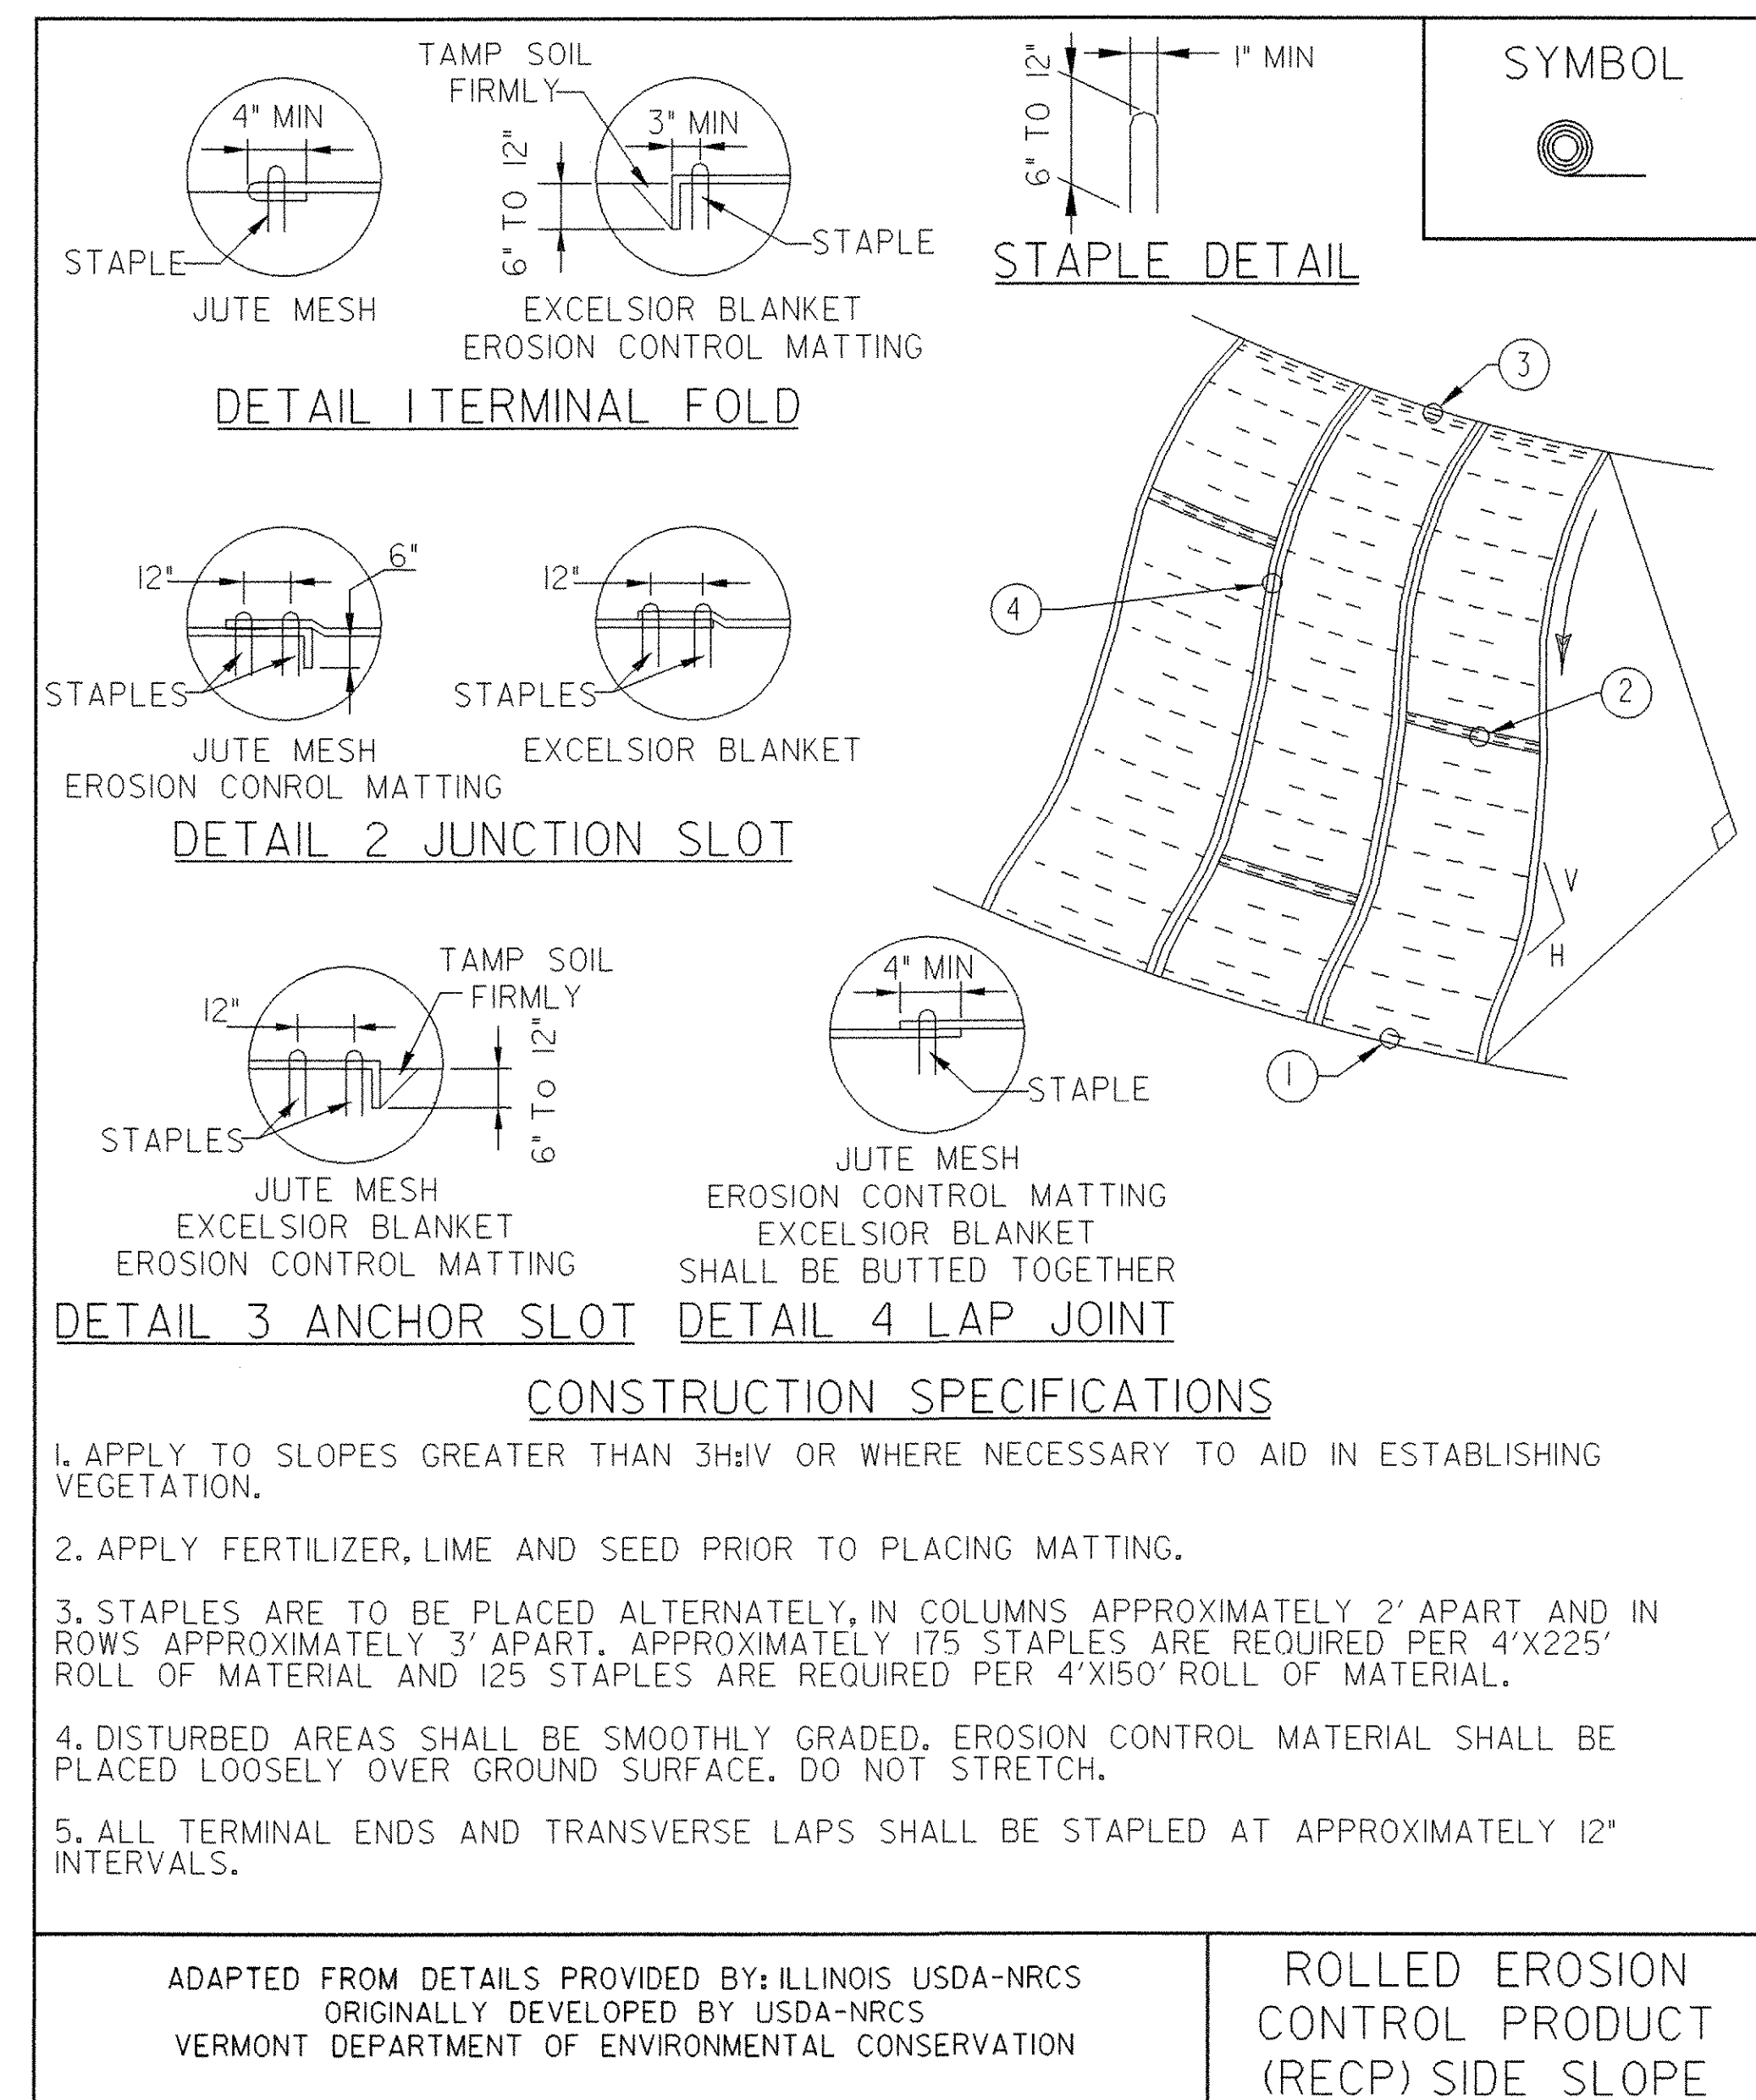 TAMP SOIL
FIRMLY
4" MIN
3" MIN
6" TO 12"
STAPLE
STAPLE
JUTE MESH
EXCELSIOR BLANKET
EROSION CONTROL MATTING
DETAIL 1 TERMINAL FOLD
6" TO 12"
1" MIN
STAPLE DETAIL
SYMBOL
12"
6"
STAPLES
JUTE MESH
EROSION CONROL MATTING
12"
STAPLES
EXCELSIOR BLANKET
DETAIL 2 JUNCTION SLOT
3
4
2
V
H
1
TAMP SOIL
FIRMLY
12"
6" TO 12"
STAPLES
JUTE MESH
EXCELSIOR BLANKET
EROSION CONTROL MATTING
DETAIL 3 ANCHOR SLOT
4" MIN
STAPLE
JUTE MESH
EROSION CONTROL MATTING
EXCELSIOR BLANKET
SHALL BE BUTTED TOGETHER
DETAIL 4 LAP JOINT
CONSTRUCTION SPECIFICATIONS
1. APPLY TO SLOPES GREATER THAN 3H:1V OR WHERE NECESSARY TO AID IN ESTABLISHING
VEGETATION.
2. APPLY FERTILIZER, LIME AND SEED PRIOR TO PLACING MATTING.
3. STAPLES ARE TO BE PLACED ALTERNATELY, IN COLUMNS APPROXIMATELY 2' APART AND IN
ROWS APPROXIMATELY 3' APART. APPROXIMATELY 175 STAPLES ARE REQUIRED PER 4'X225'
ROLL OF MATERIAL AND 125 STAPLES ARE REQUIRED PER 4'X150' ROLL OF MATERIAL.
4. DISTURBED AREAS SHALL BE SMOOTHLY GRADED. EROSION CONTROL MATERIAL SHALL BE
PLACED LOOSELY OVER GROUND SURFACE. DO NOT STRETCH.
5. ALL TERMINAL ENDS AND TRANSVERSE LAPS SHALL BE STAPLED AT APPROXIMATELY 12"
INTERVALS.
ADAPTED FROM DETAILS PROVIDED BY: ILLINOIS USDA-NRCS
ORIGINALLY DEVELOPED BY USDA-NRCS
VERMONT DEPARTMENT OF ENVIRONMENTAL CONSERVATION
ROLLED EROSION
CONTROL PRODUCT
(RECP) SIDE SLOPE